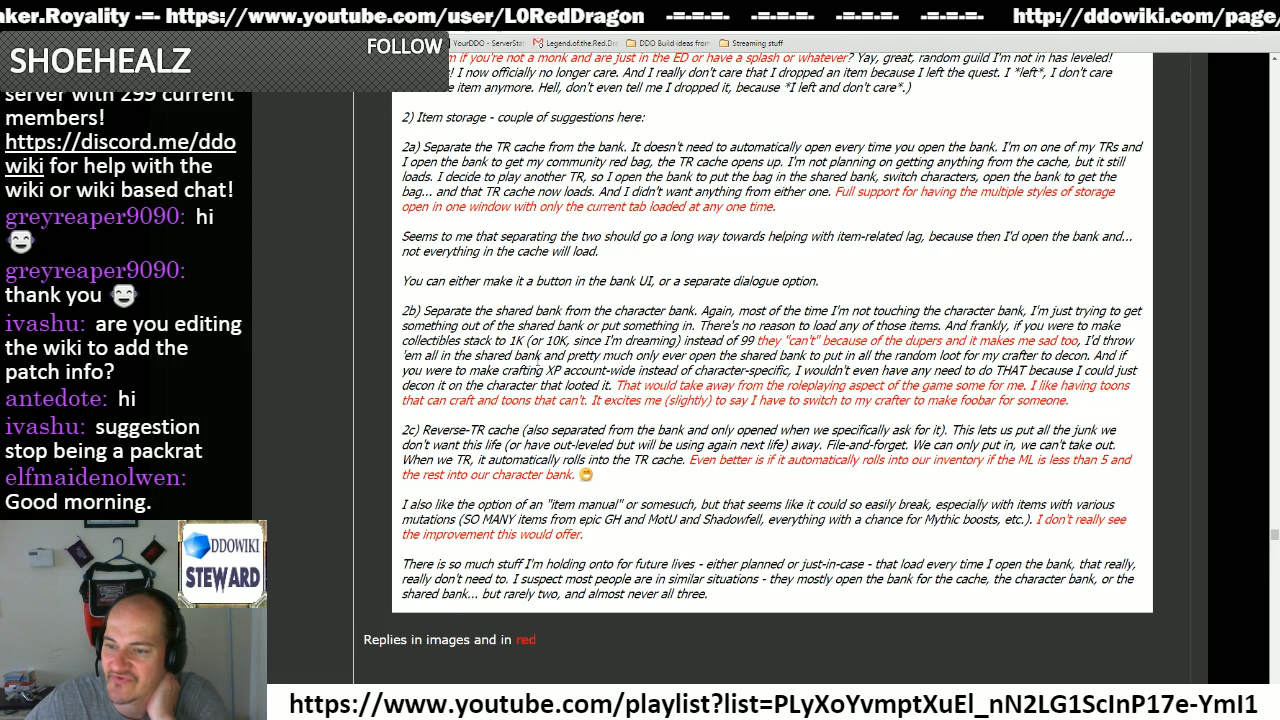 aker.Royality -=- https://www.youtube.com/user/L0RedDragon -=-=-=- -=-=-=- -=-=-=- http://ddowiki.com/page/
SHOEHEALZ
FOLLOW
YourDDO - ServerSta
Legend.of.the.Red.Dr
DDO Build ideas from
Streaming stuff
server with 299 current
members!
https://discord.me/ddo
wiki for help with the
wiki or wiki based chat!
greyreaper9090: hi
greyreaper9090:
thank you
ivashu: are you editing
the wiki to add the
patch info?
antedote: hi
ivashu: suggestion
stop being a packrat
elfmaidenolwen:
Good morning.
DDOWIKI
STEWARD
m if you're not a monk and are just in the ED or have a splash or whatever? Yay, great, random guild I'm not in has leveled!
! I now officially no longer care. And I really don't care that I dropped an item because I left the quest. I *left*, I don't care
e item anymore. Hell, don't even tell me I dropped it, because *I left and don't care*.)
2) Item storage - couple of suggestions here:
2a) Separate the TR cache from the bank. It doesn't need to automatically open every time you open the bank. I'm on one of my TRs and
I open the bank to get my community red bag, the TR cache opens up. I'm not planning on getting anything from the cache, but it still
loads. I decide to play another TR, so I open the bank to put the bag in the shared bank, switch characters, open the bank to get the
bag... and that TR cache now loads. And I didn't want anything from either one. Full support for having the multiple styles of storage
open in one window with only the current tab loaded at any one time.
Seems to me that separating the two should go a long way towards helping with item-related lag, because then I'd open the bank and...
not everything in the cache will load.
You can either make it a button in the bank UI, or a separate dialogue option.
2b) Separate the shared bank from the character bank. Again, most of the time I'm not touching the character bank, I'm just trying to get
something out of the shared bank or put something in. There's no reason to load any of those items. And frankly, if you were to make
collectibles stack to 1K (or 10K, since I'm dreaming) instead of 99 they "can't" because of the dupers and it makes me sad too, I'd throw
'em all in the shared bank and pretty much only ever open the shared bank to put in all the random loot for my crafter to decon. And if
you were to make crafting XP account-wide instead of character-specific, I wouldn't even have any need to do THAT because I could just
decon it on the character that looted it. That would take away from the roleplaying aspect of the game some for me. I like having toons
that can craft and toons that can't. It excites me (slightly) to say I have to switch to my crafter to make foobar for someone.
2c) Reverse-TR cache (also separated from the bank and only opened when we specifically ask for it). This lets us put all the junk we
don't want this life (or have out-leveled but will be using again next life) away. File-and-forget. We can only put in, we can't take out.
When we TR, it automatically rolls into the TR cache. Even better is if it automatically rolls into our inventory if the ML is less than 5 and
the rest into our character bank.
I also like the option of an "item manual" or somesuch, but that seems like it could so easily break, especially with items with various
mutations (SO MANY items from epic GH and MotU and Shadowfell, everything with a chance for Mythic boosts, etc.). I don't really see
the improvement this would offer.
There is so much stuff I'm holding onto for future lives - either planned or just-in-case - that load every time I open the bank, that really,
really don't need to. I suspect most people are in similar situations - they mostly open the bank for the cache, the character bank, or the
shared bank... but rarely two, and almost never all three.
Replies in images and in red
https://www.youtube.com/playlist?list=PLyXoYvmptXuEl_nN2LG1ScInP17e-YmI1